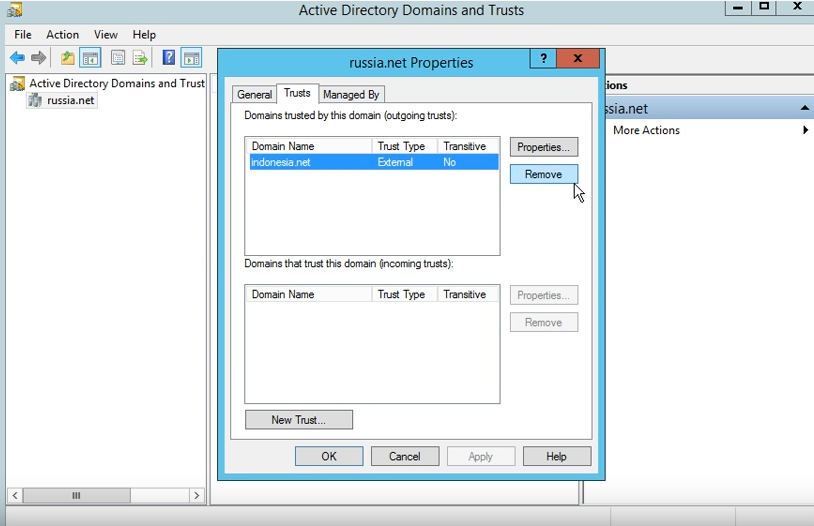 Active Directory Domains and Trusts
File Action View Help
Active Directory Domains and Trust
russia.net
russia.net Properties
? x
General Trusts Managed By
Domains trusted by this domain (outgoing trusts):
Domain Name Trust Type Transitive
indonesia.net External No
Properties...
Remove
Domains that trust this domain (incoming trusts):
Domain Name Trust Type Transitive
Properties...
Remove
New Trust...
OK Cancel Apply Help
ions
ssia.net
More Actions